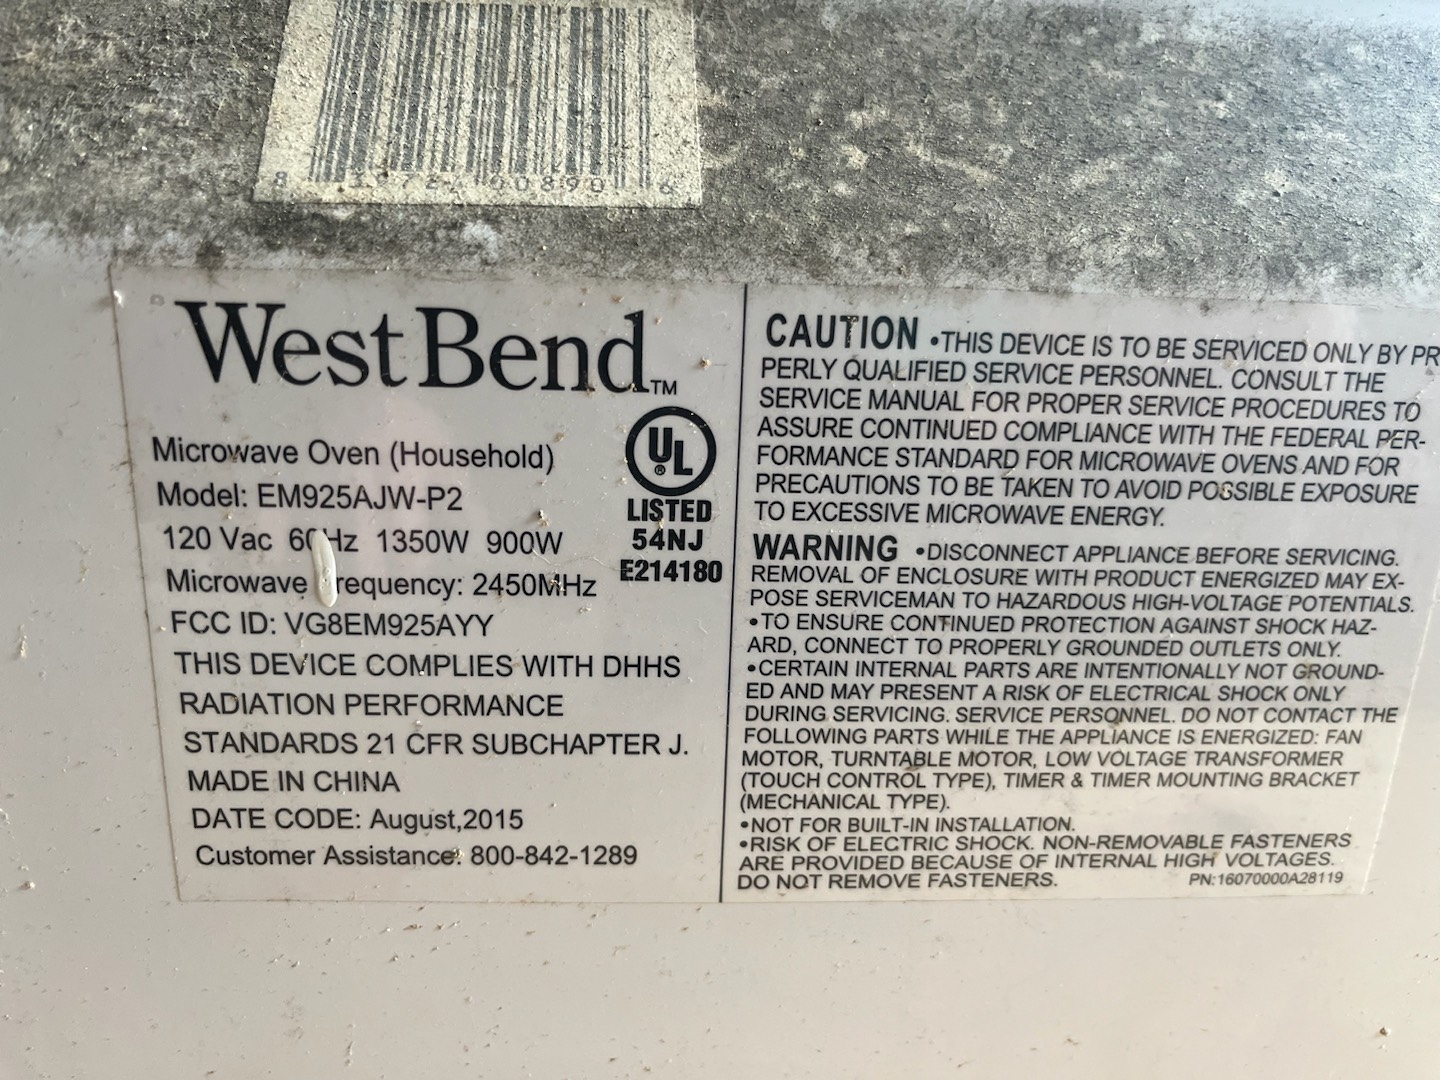 West Bend™
Microwave Oven (Household)
Model: EM925AJW-P2
120 Vac 60Hz 1350W 900W
Microwave Frequency: 2450MHz
FCC ID: VG8EM925AYY
THIS DEVICE COMPLIES WITH DHHS
RADIATION PERFORMANCE
STANDARDS 21 CFR SUBCHAPTER J.
MADE IN CHINA
DATE CODE: August,2015
Customer Assistance: 800-842-1289
UL
®
LISTED
54NJ
E214180
CAUTION •THIS DEVICE IS TO BE SERVICED ONLY BY PR
PERLY QUALIFIED SERVICE PERSONNEL. CONSULT THE
SERVICE MANUAL FOR PROPER SERVICE PROCEDURES TO
ASSURE CONTINUED COMPLIANCE WITH THE FEDERAL PER-
FORMANCE STANDARD FOR MICROWAVE OVENS AND FOR
PRECAUTIONS TO BE TAKEN TO AVOID POSSIBLE EXPOSURE
TO EXCESSIVE MICROWAVE ENERGY.
WARNING •DISCONNECT APPLIANCE BEFORE SERVICING.
REMOVAL OF ENCLOSURE WITH PRODUCT ENERGIZED MAY EX-
POSE SERVICEMAN TO HAZARDOUS HIGH-VOLTAGE POTENTIALS.
•TO ENSURE CONTINUED PROTECTION AGAINST SHOCK HAZ-
ARD, CONNECT TO PROPERLY GROUNDED OUTLETS ONLY.
•CERTAIN INTERNAL PARTS ARE INTENTIONALLY NOT GROUND-
ED AND MAY PRESENT A RISK OF ELECTRICAL SHOCK ONLY
DURING SERVICING. SERVICE PERSONNEL. DO NOT CONTACT THE
FOLLOWING PARTS WHILE THE APPLIANCE IS ENERGIZED: FAN
MOTOR, TURNTABLE MOTOR, LOW VOLTAGE TRANSFORMER
(TOUCH CONTROL TYPE), TIMER & TIMER MOUNTING BRACKET
(MECHANICAL TYPE).
•NOT FOR BUILT-IN INSTALLATION.
•RISK OF ELECTRIC SHOCK. NON-REMOVABLE FASTENERS
ARE PROVIDED BECAUSE OF INTERNAL HIGH VOLTAGES.
DO NOT REMOVE FASTENERS.
PN:16070000A28119